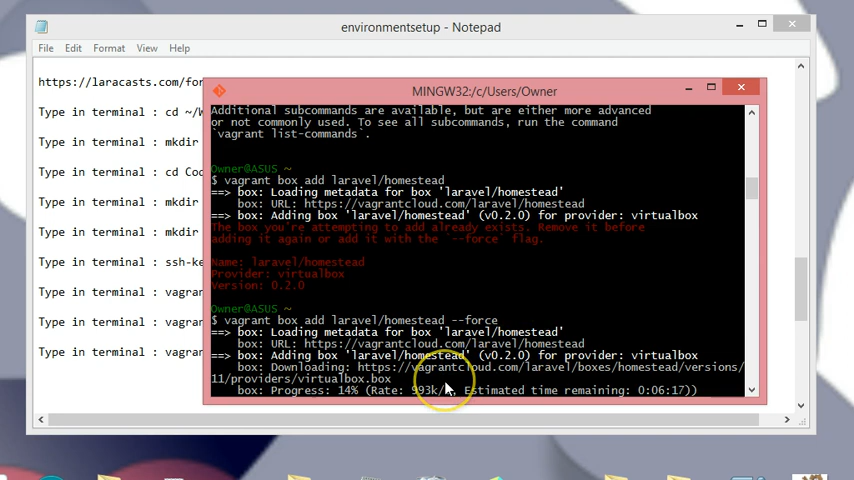 environmentsetup - Notepad
File Edit Format View Help
https://laracasts.com/for
Type in terminal : cd ~/
Type in terminal : mkdir
Type in terminal : cd Cod
Type in terminal : mkdir
Type in terminal : mkdir
Type in terminal : ssh-ke
Type in terminal : vagran
Type in terminal : vagran
Type in terminal : vagran
MINGW32:/c/Users/Owner
Additional subcommands are available, but are either more advanced
or not commonly used. To see all subcommands, run the command
`vagrant list-commands`.
Owner@ASUS ~
$ vagrant box add laravel/homestead
==> box: Loading metadata for box 'laravel/homestead'
box: URL: https://vagrantcloud.com/laravel/homestead
==> box: Adding box 'laravel/homestead' (v0.2.0) for provider: virtualbox
The box you're attempting to add already exists. Remove it before
adding it again or add it with the `--force` flag.
Name: laravel/homestead
Provider: virtualbox
Version: 0.2.0
Owner@ASUS ~
$ vagrant box add laravel/homestead --force
==> box: Loading metadata for box 'laravel/homestead'
box: URL: https://vagrantcloud.com/laravel/homestead
==> box: Adding box 'laravel/homestead' (v0.2.0) for provider: virtualbox
box: Downloading: https://vagrantcloud.com/laravel/boxes/homestead/versions/
11/providers/virtualbox.box
box: Progress: 14% (Rate: 993k/s, Estimated time remaining: 0:06:17))